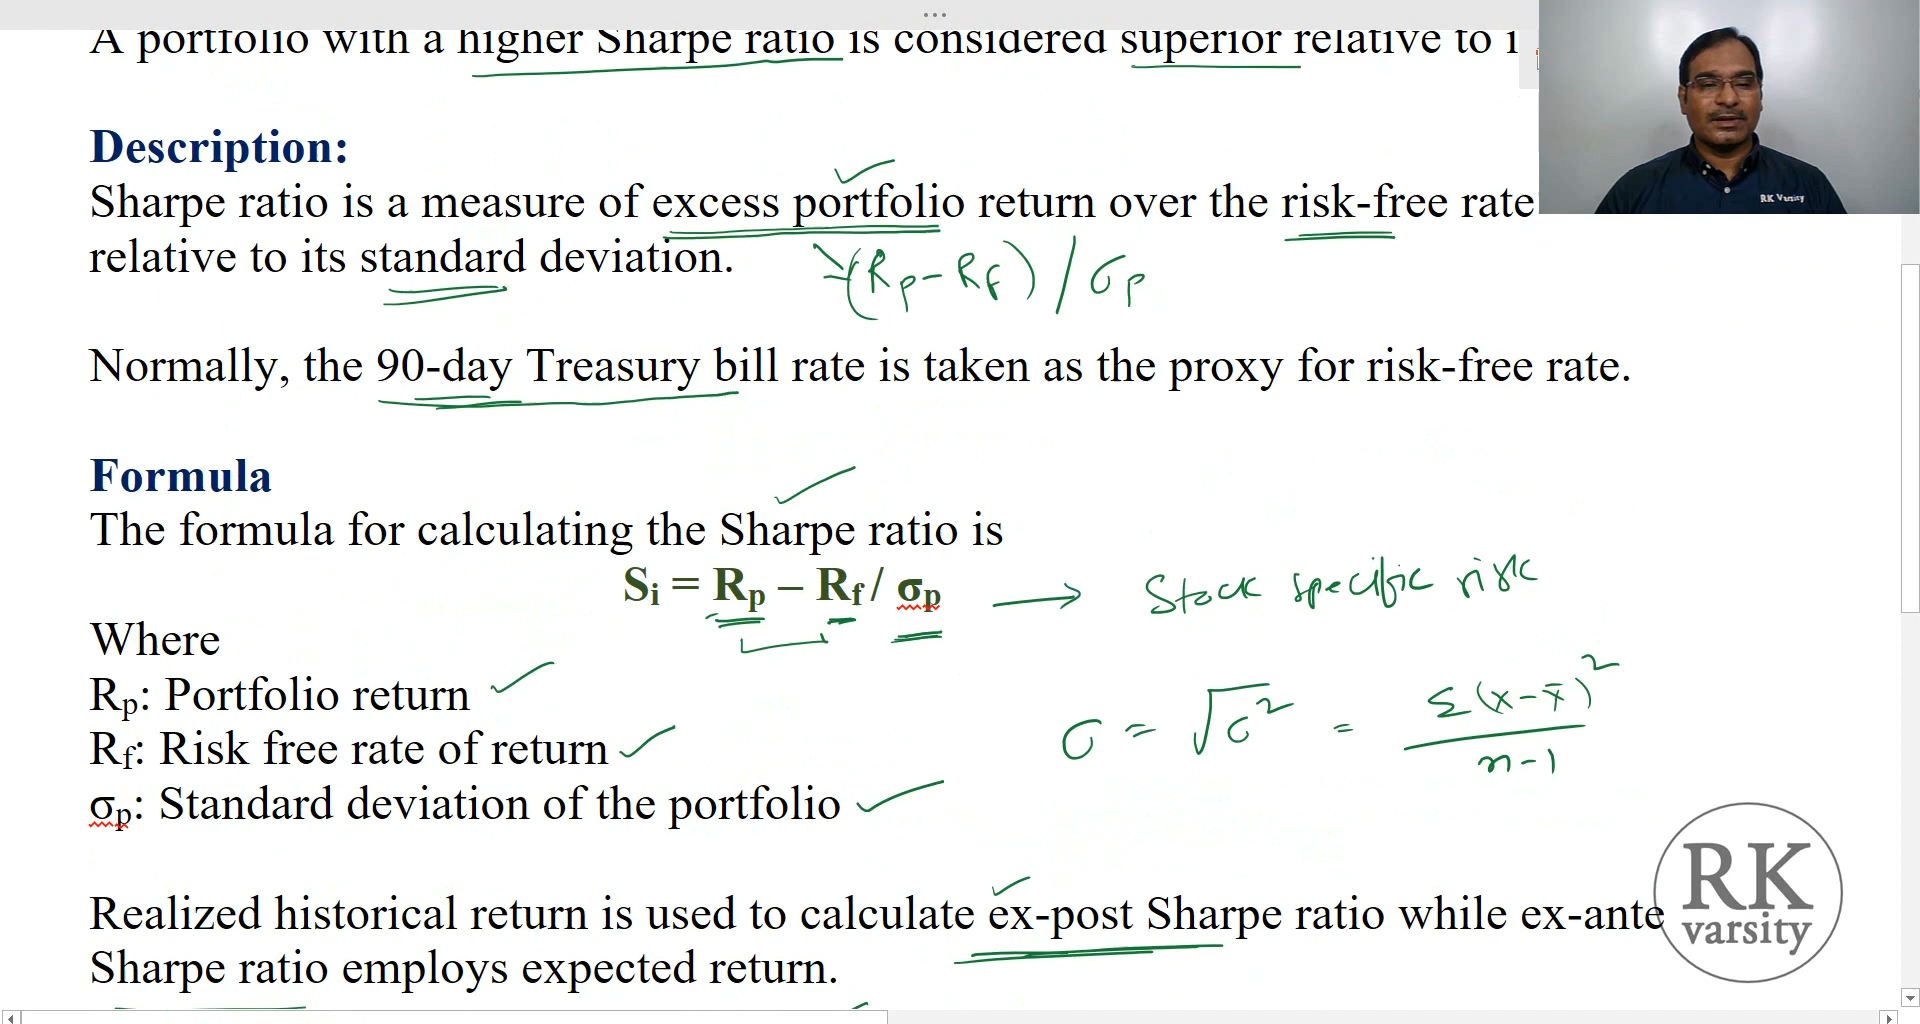 A portfolio with a higher Sharpe ratio is considered superior relative to
Description:
Sharpe ratio is a measure of excess portfolio return over the risk-free rate
relative to its standard deviation.
(Rp - Rf) / σp
Normally, the 90-day Treasury bill rate is taken as the proxy for risk-free rate.
Formula
The formula for calculating the Sharpe ratio is
Si = Rp – Rf / σp
Stock specific risk
Where
Rp: Portfolio return
Rf: Risk free rate of return
σ = √σ² = Σ(x-x̄)² / n-1
σp: Standard deviation of the portfolio
Realized historical return is used to calculate ex-post Sharpe ratio while ex-ante
Sharpe ratio employs expected return.
RK Varsity
RK
varsity